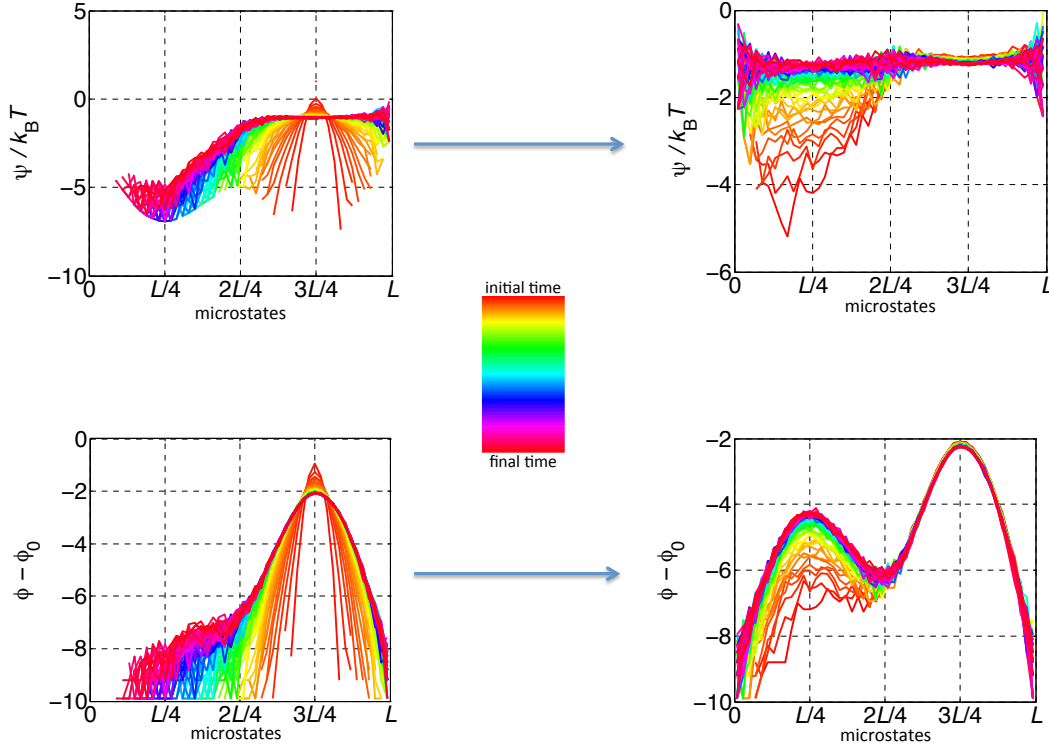 5
0
−5
−10
ψ / k_B T
0 L/4 2L/4 3L/4 L
microstates
0
−2
−4
−6
ψ / k_B T
0 L/4 2L/4 3L/4 L
microstates
initial time
final time
0
−2
−4
−6
−8
−10
ϕ − ϕ_0
0 L/4 2L/4 3L/4 L
microstates
−2
−4
−6
−8
−10
ϕ − ϕ_0
0 L/4 2L/4 3L/4 L
microstates